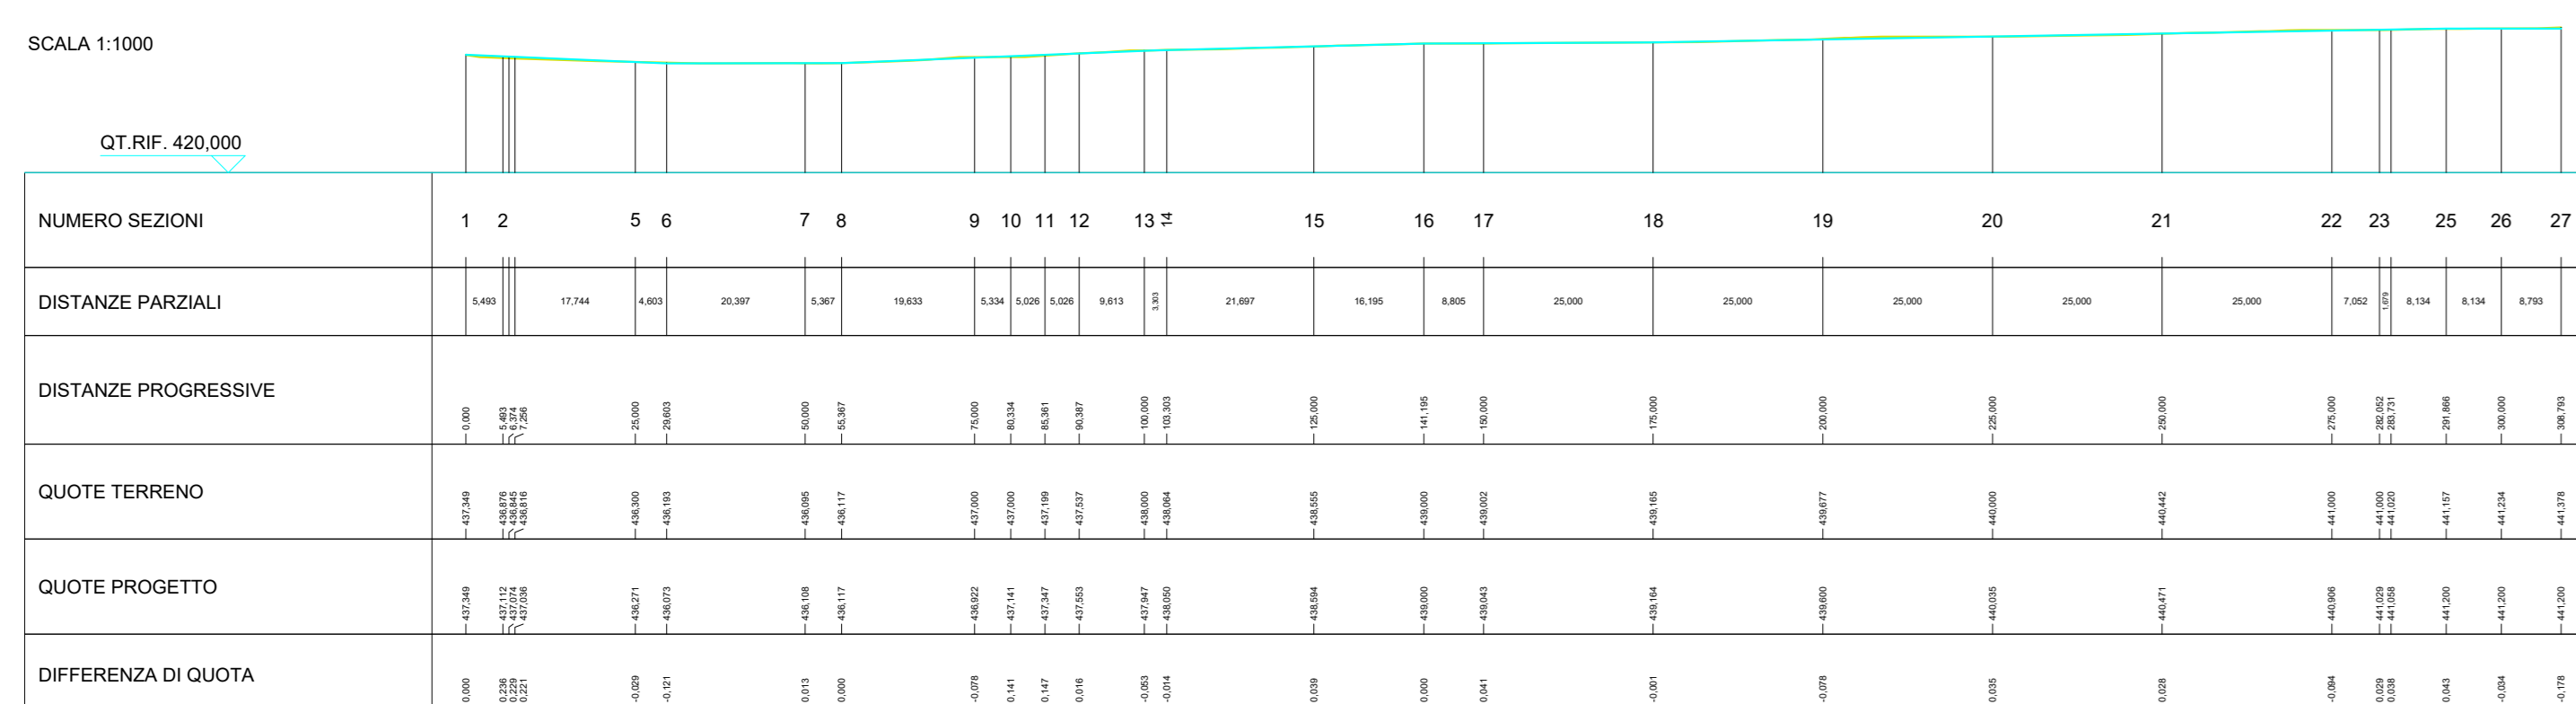 SCALA 1:1000
QT.RIF. 420,000
NUMERO SEZIONI 1 2 5 6 7 8 9 10 11 12 13 14 15 16 17 18 19 20 21 22 23 25 26 27
DISTANZE PARZIALI 5,493 17,744 4,603 20,397 5,367 19,633 5,334 5,026 5,026 9,613 3,303 21,697 16,195 8,805 25,000 25,000 25,000 25,000 25,000 7,052 1,679 8,134 8,134 8,793
DISTANZE PROGRESSIVE 0,000 5,493 6,374 7,256 25,000 29,603 50,000 55,367 75,000 80,334 85,361 90,387 100,000 103,303 125,000 141,195 150,000 175,000 200,000 225,000 250,000 275,000 282,052 283,731 291,866 300,000 308,793
QUOTE TERRENO 437,349 436,876 436,845 436,816 436,300 436,193 436,095 436,117 437,000 437,000 437,199 437,537 438,000 438,064 438,555 439,000 439,002 439,165 439,677 440,000 440,442 441,000 441,000 441,020 441,157 441,234 441,378
QUOTE PROGETTO 437,349 437,112 437,074 437,036 436,271 436,073 436,108 436,117 436,922 437,141 437,347 437,553 437,947 438,050 438,594 439,000 439,043 439,164 439,600 440,035 440,471 440,906 441,029 441,058 441,200 441,200 441,200
DIFFERENZA DI QUOTA 0,000 0,236 0,229 0,221 -0,029 -0,121 0,013 0,000 -0,078 0,141 0,147 0,016 -0,053 -0,014 0,039 0,000 0,041 -0,001 -0,078 0,035 0,028 -0,094 0,029 0,038 0,043 -0,034 -0,178